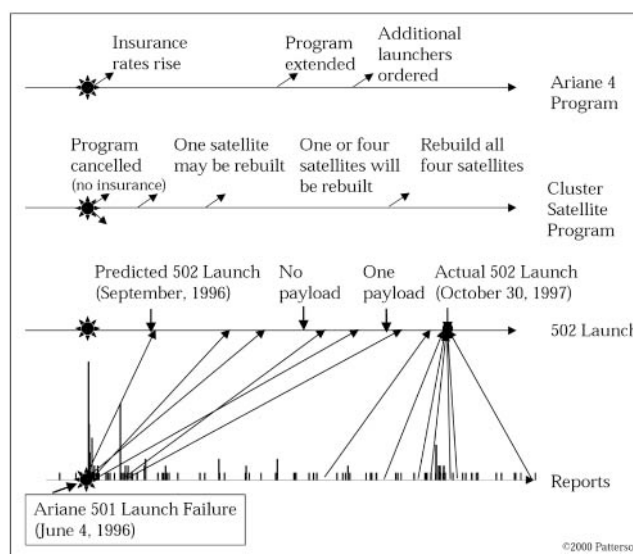 Insurance
rates rise
Program
extended
Additional
launchers
ordered
Ariane 4
Program
Program
cancelled
(no insurance)
One satellite
may be rebuilt
One or four
satellites will
be rebuilt
Rebuild all
four satellites
Cluster
Satellite
Program
Predicted 502 Launch
(September, 1996)
No
payload
One
payload
Actual 502 Launch
(October 30, 1997)
502 Launch
Reports
Ariane 501 Launch Failure
(June 4, 1996)
©2000 Patterso